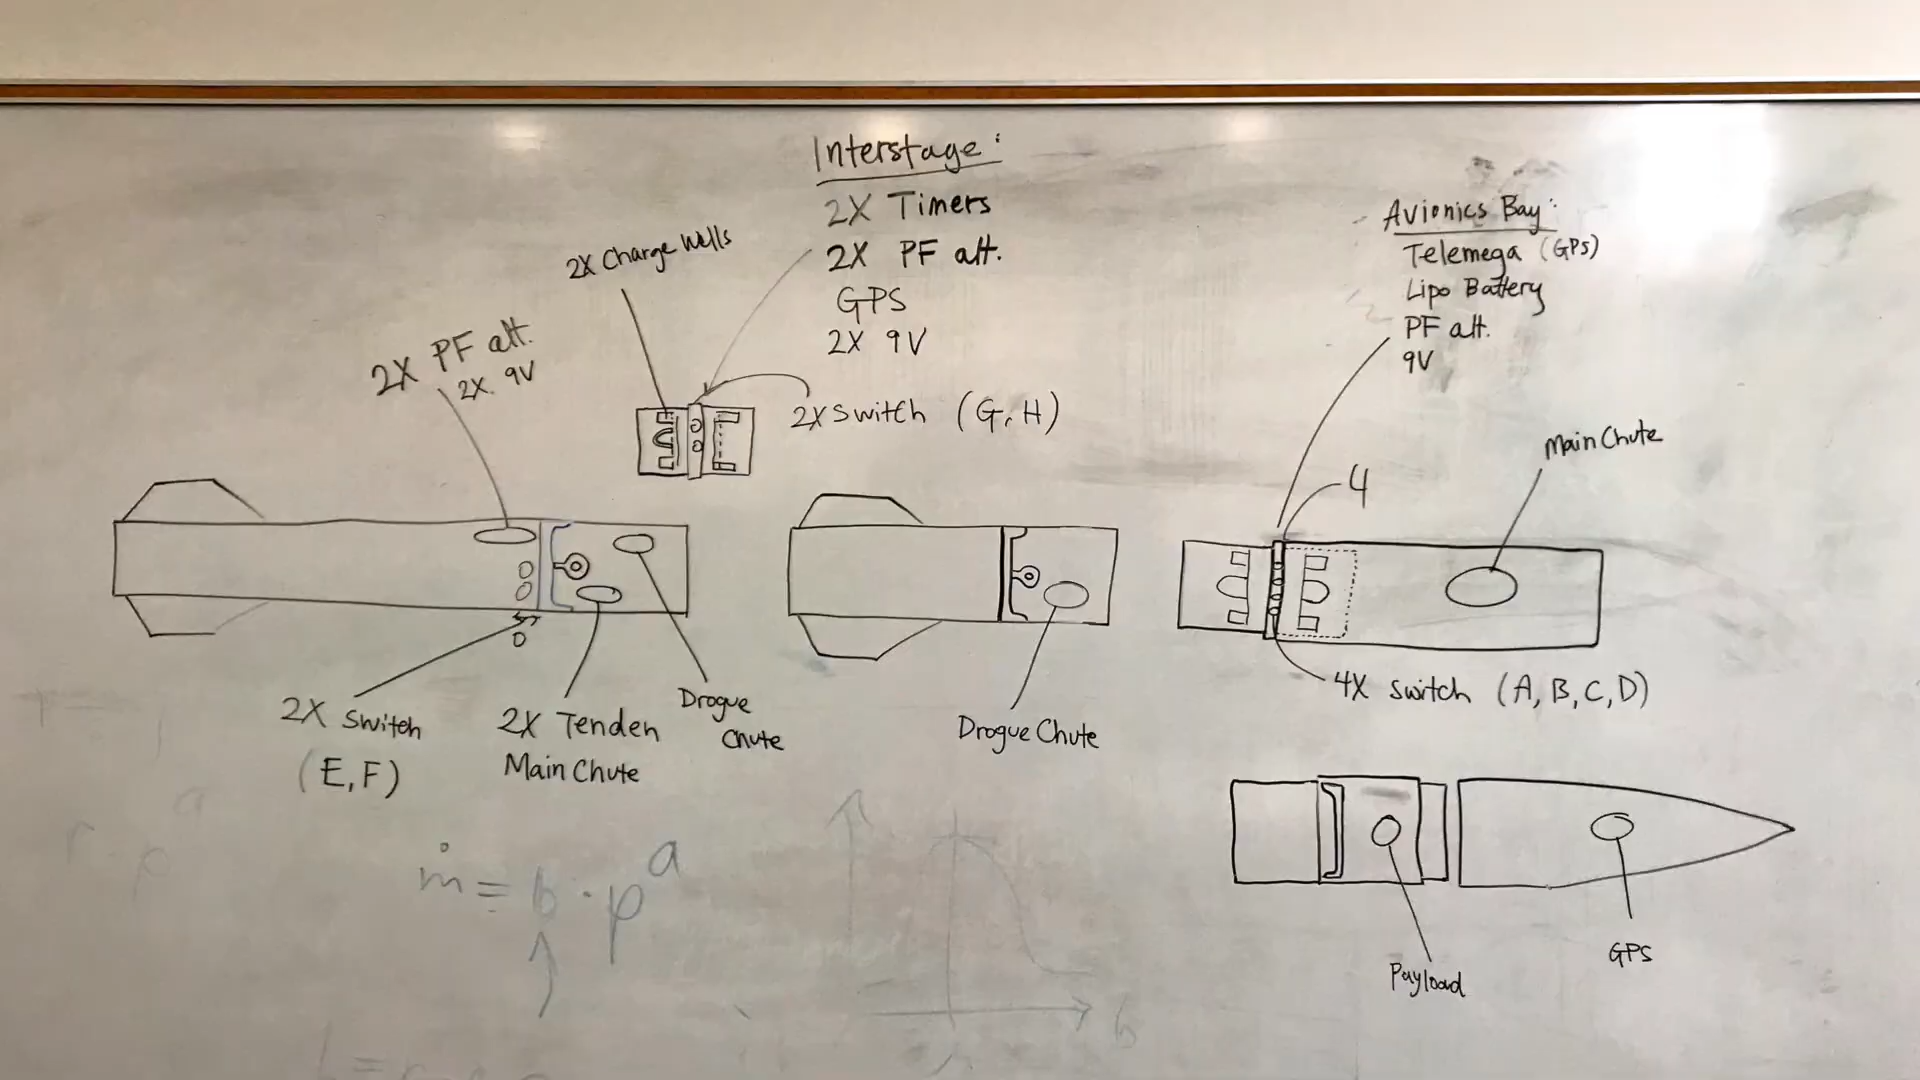 Interstage:
2X Timers
2X PF alt.
GPS
2X 9V
2X Charge Wells
2X PF alt.
2X. 9V
2X Switch (G, H)
Avionics Bay:
Telemega (GPS)
Lipo Battery
PF alt.
9V
Main Chute
4
2X Switch
(E, F)
2X Tenden
Main Chute
Drogue
Chute
Drogue Chute
4X Switch (A, B, C, D)
Payload
GPS
ṁ = b · p^a
b